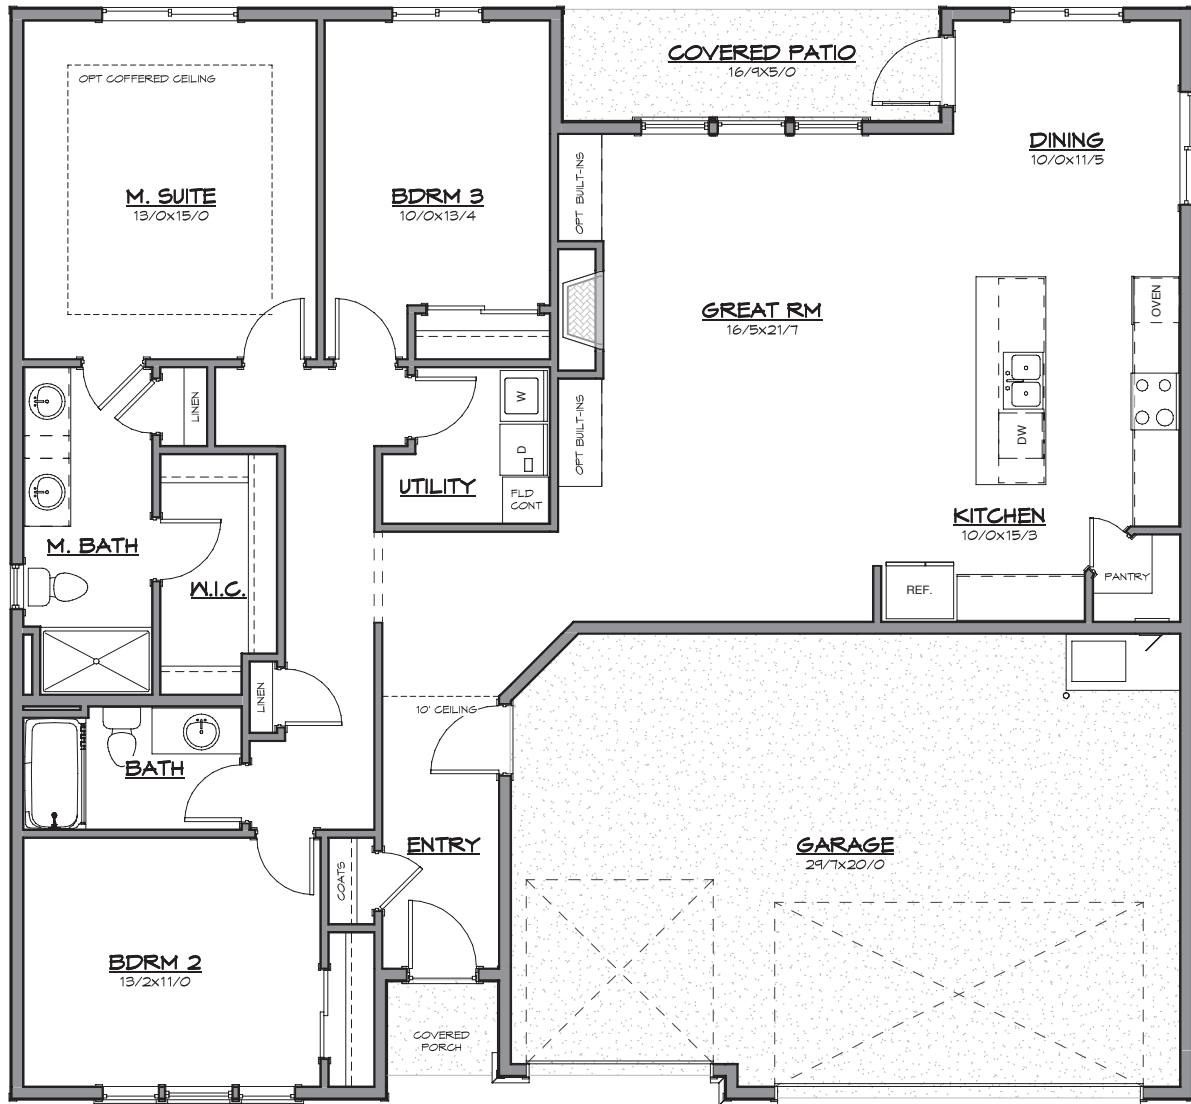 COVERED PATIO
16/9X5/0
OPT COFFERED CEILING
DINING
10/0x11/5
OPT BUILT-INS
M. SUITE
13/0x15/0
BDRM 3
10/0x13/4
GREAT RM
16/5x21/7
OVEN
LINEN
W
OPT BUILT-INS
DW
D
UTILITY
FLD
CONT
KITCHEN
10/0x15/3
M. BATH
W.I.C.
REF.
PANTRY
LINEN
10' CEILING
BATH
ENTRY
GARAGE
29/7x20/0
COATS
BDRM 2
13/2x11/0
COVERED
PORCH